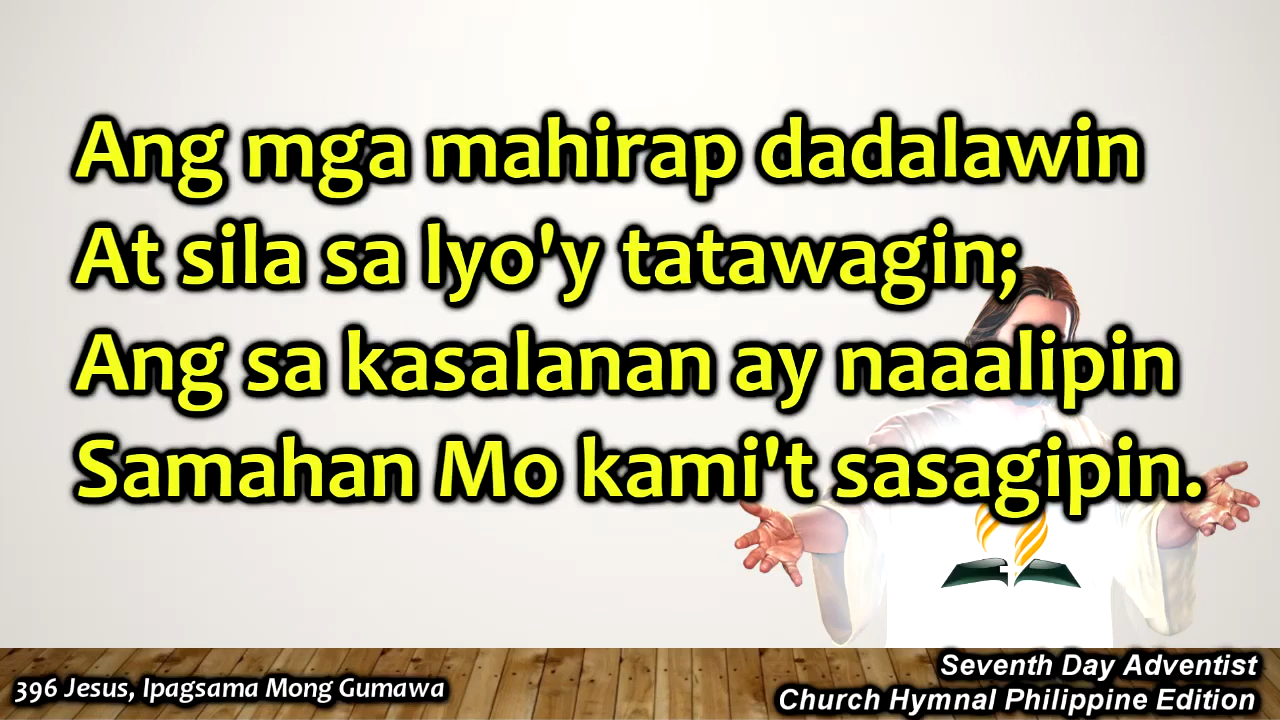 Ang mga mahirap dadalawin
At sila sa Iyo'y tatawagin;
Ang sa kasalanan ay naaalipin
Samahan Mo kami't sasagipin.
396 Jesus, Ipagsama Mong Gumawa
Seventh Day Adventist
Church Hymnal Philippine Edition